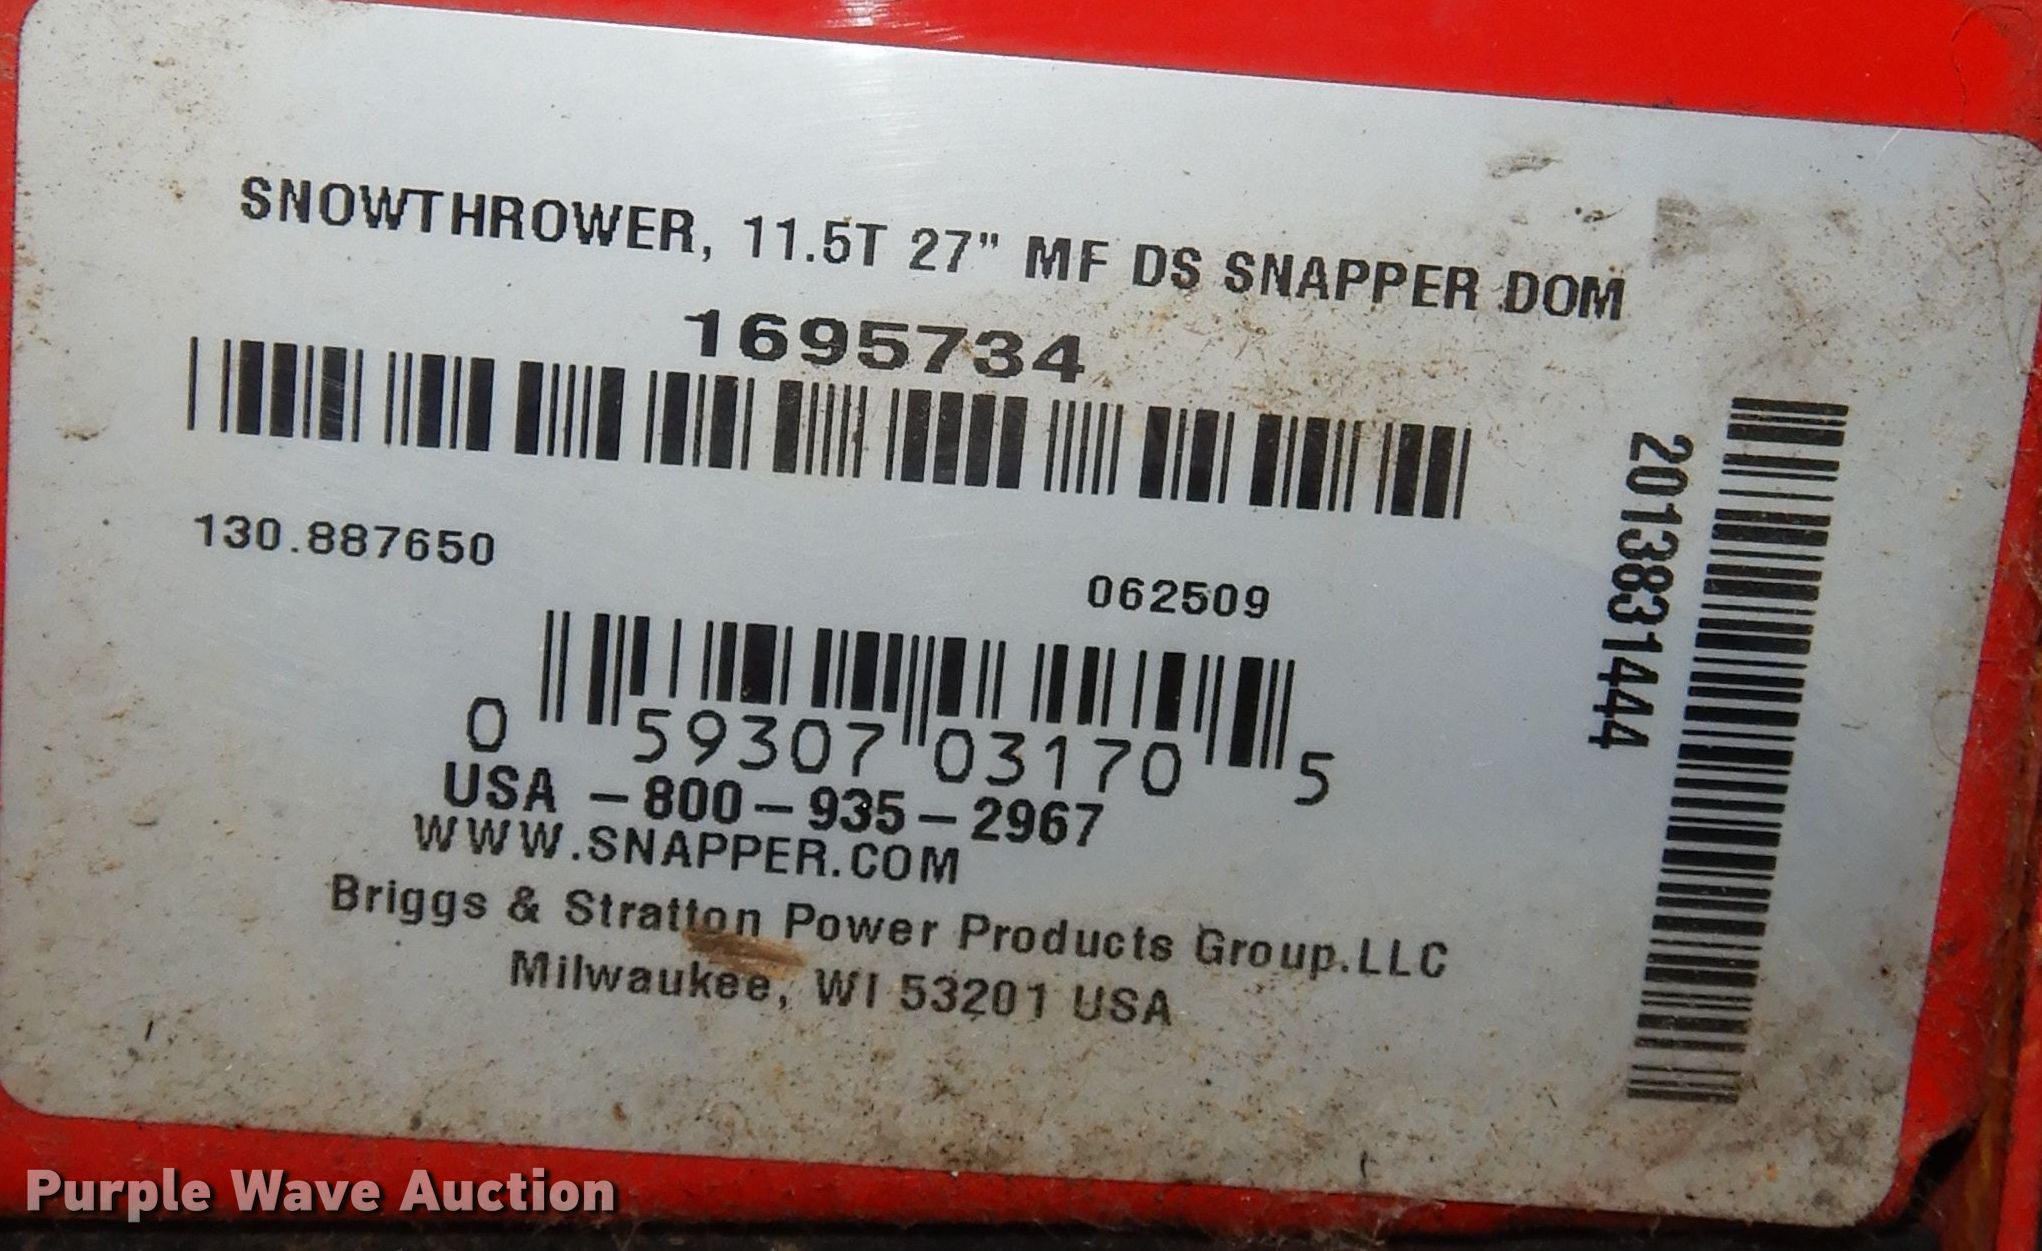 SNOWTHROWER, 11.5T 27" MF DS SNAPPER DOM
1695734
130.887650
062509
0 59307 03170 5
USA -800-935-2967
WWW.SNAPPER.COM
Briggs & Stratton Power Products Group.LLC
Milwaukee, WI 53201 USA
2013831444
Purple Wave Auction